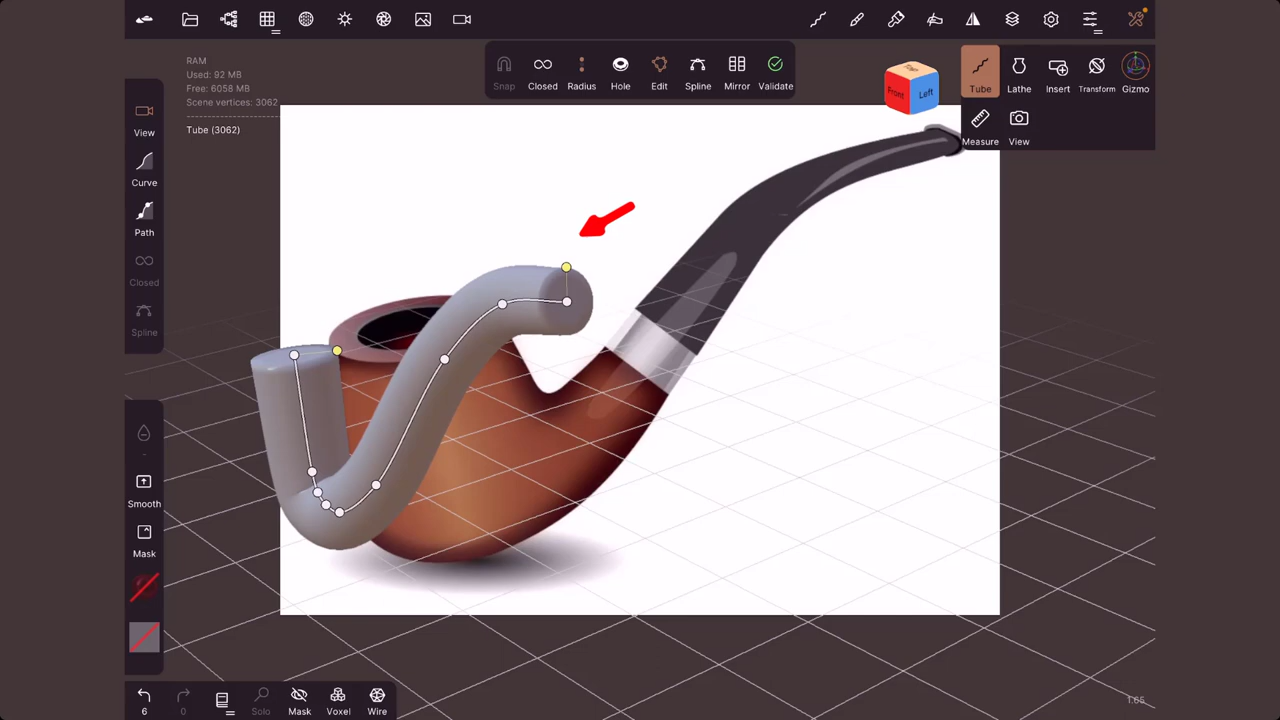 RAM
Used: 92 MB
Free: 6058 MB
Scene vertices: 3062
Tube (3062)
Snap
Closed
Radius
Hole
Edit
Spline
Mirror
Validate
Front
Left
Tube
Lathe
Insert
Transform
Gizmo
Measure
View
View
Curve
Path
Closed
Spline
Smooth
Mask
6
0
Solo
Mask
Voxel
Wire
1.65